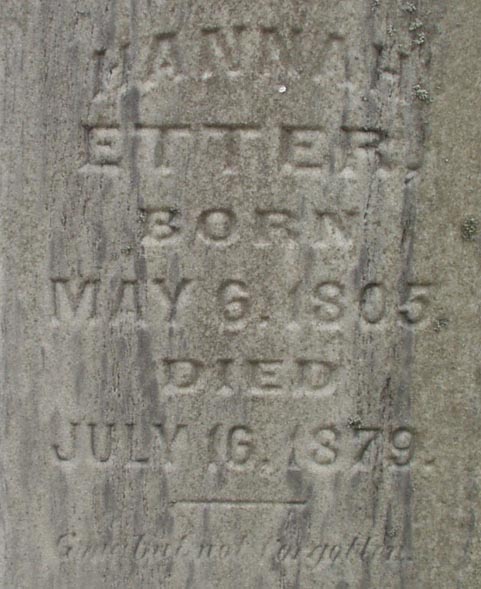 HANNAH
ETTER,
BORN
MAY 6. 1805
DIED
JULY 16. 1879.
Gone but not forgotten.